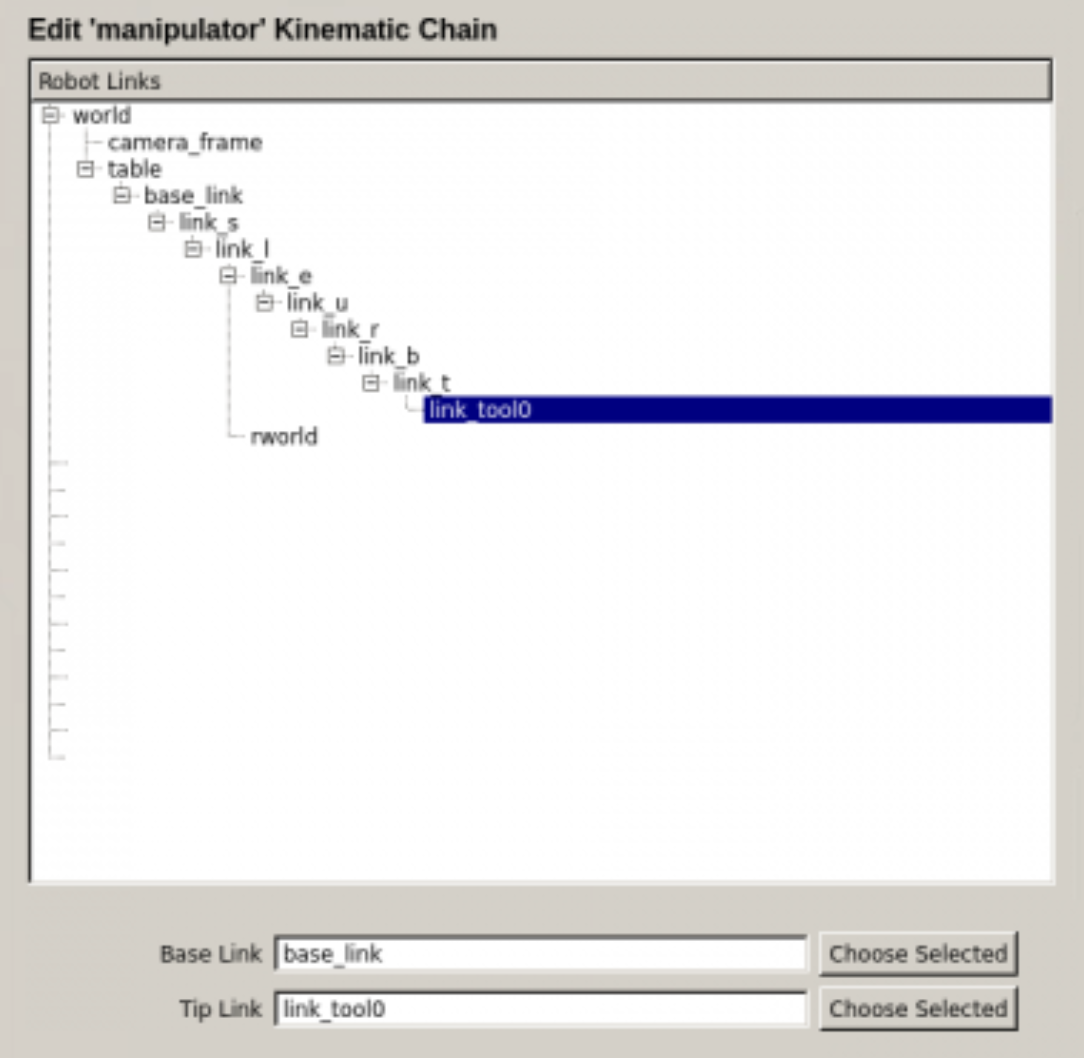 Edit 'manipulator' Kinematic Chain
Robot Links
world
camera_frame
table
base_link
link_s
link_l
link_e
link_u
link_r
link_b
link_t
link_tool0
rworld
Base Link base_link Choose Selected
Tip Link link_tool0 Choose Selected